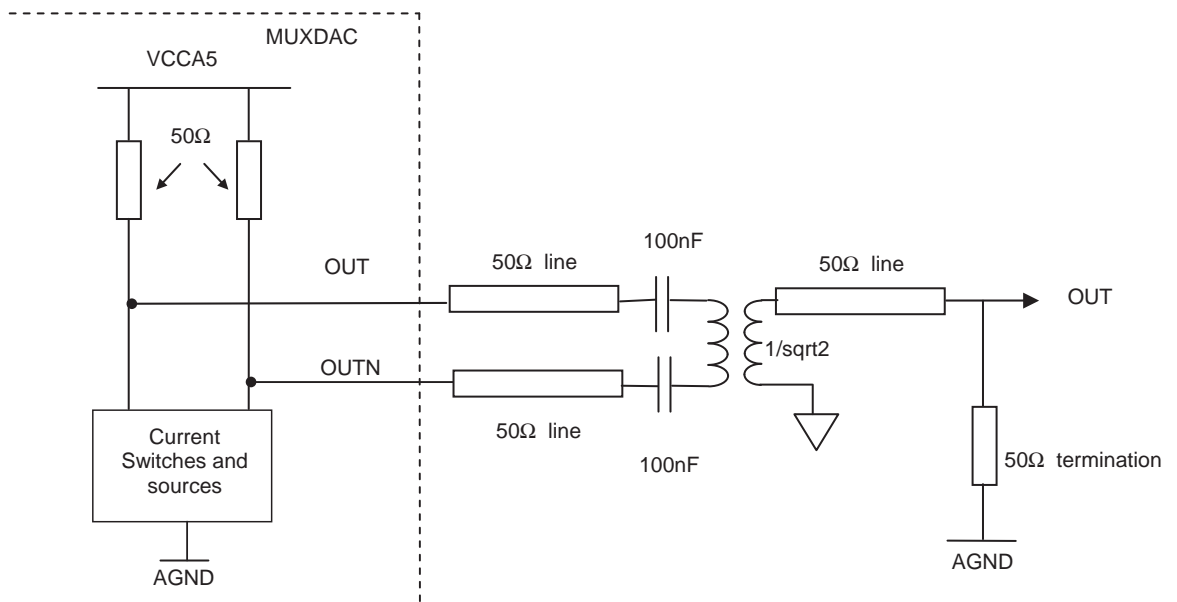 MUXDAC
VCCA5
50Ω
100nF
OUT
50Ω line
50Ω line
OUT
1/sqrt2
OUTN
50Ω line
100nF
Current
Switches and
sources
50Ω termination
AGND
AGND